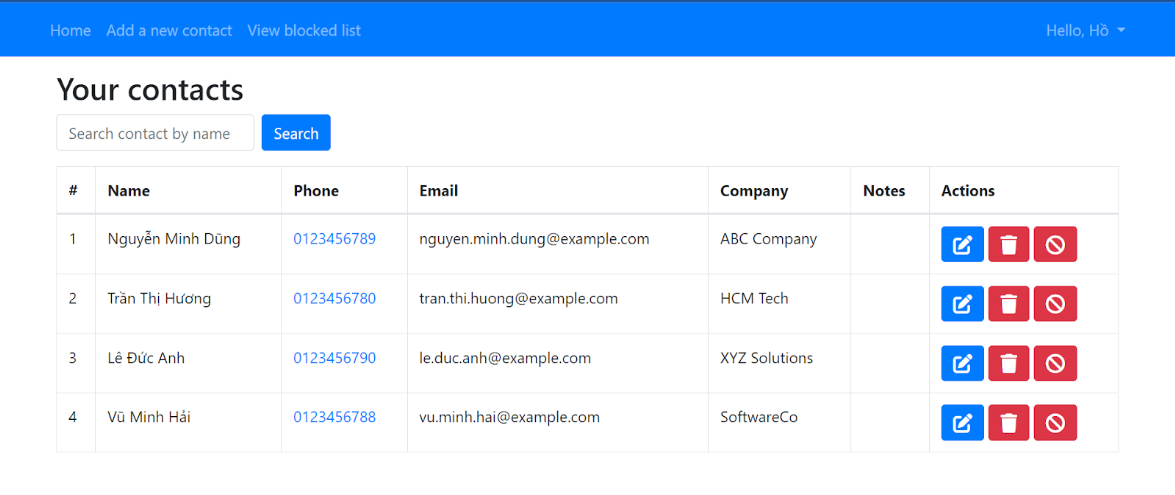 Home Add a new contact View blocked list Hello, Hồ
Your contacts
Search contact by name Search
# Name Phone Email Company Notes Actions
1 Nguyễn Minh Dũng 0123456789 nguyen.minh.dung@example.com ABC Company
2 Trần Thị Hương 0123456780 tran.thi.huong@example.com HCM Tech
3 Lê Đức Anh 0123456790 le.duc.anh@example.com XYZ Solutions
4 Vũ Minh Hải 0123456788 vu.minh.hai@example.com SoftwareCo